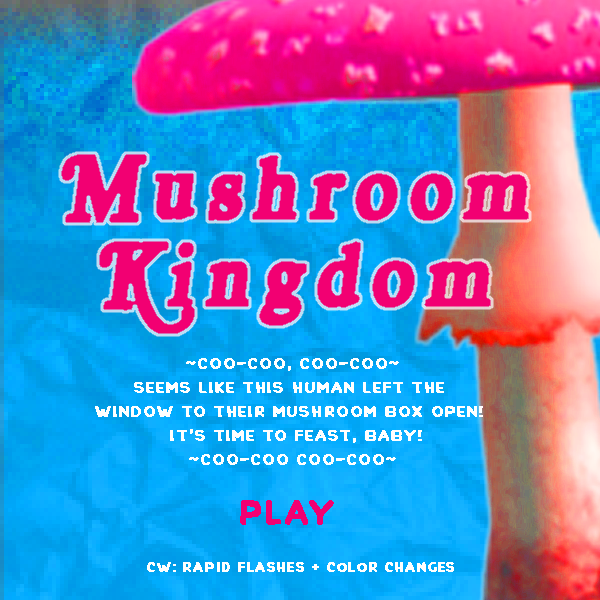 Mushroom
Kingdom
~COO-COO, COO-COO~
SEEMS LIKE THIS HUMAN LEFT THE
WINDOW TO THEIR MUSHROOM BOX OPEN!
IT'S TIME TO FEAST, BABY!
~COO-COO COO-COO~
PLAY
CW: RAPID FLASHES + COLOR CHANGES